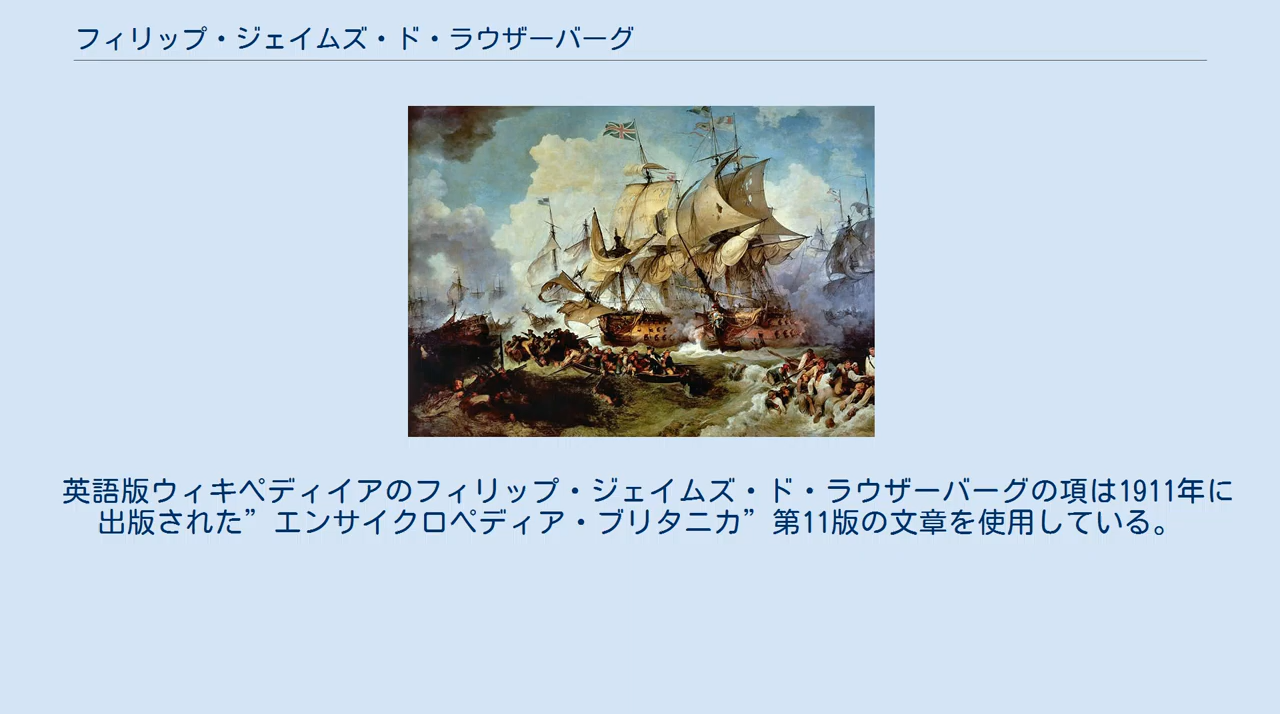 フィリップ・ジェイムズ・ド・ラウザーバーグ
英語版ウィキペディイアのフィリップ・ジェイムズ・ド・ラウザーバーグの項は1911年に
出版された”エンサイクロペディア・ブリタニカ”第11版の文章を使用している。